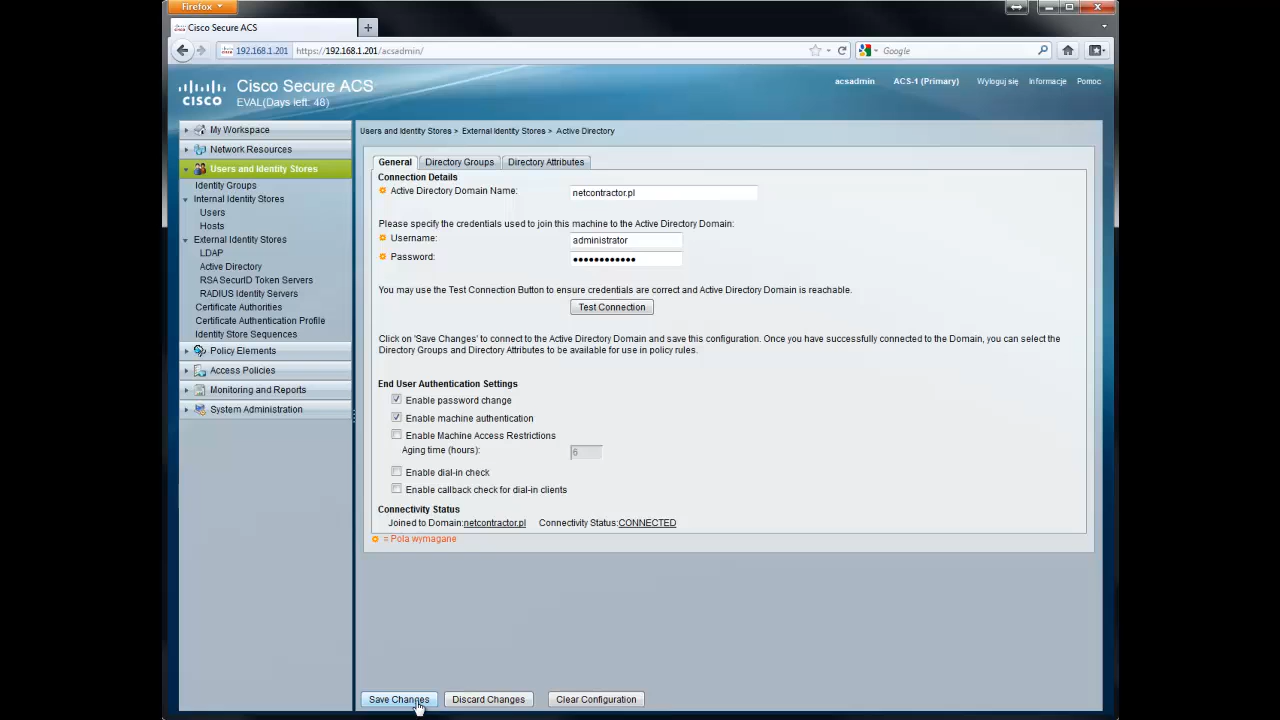 Firefox
Cisco Secure ACS
192.168.1.201 https://192.168.1.201/acsadmin/
Google
CISCO
Cisco Secure ACS
EVAL(Days left: 48)
acsadmin ACS-1 (Primary) Wyloguj się Informacje Pomoc
My Workspace
Network Resources
Users and Identity Stores
Identity Groups
Internal Identity Stores
Users
Hosts
External Identity Stores
LDAP
Active Directory
RSA SecurID Token Servers
RADIUS Identity Servers
Certificate Authorities
Certificate Authentication Profile
Identity Store Sequences
Policy Elements
Access Policies
Monitoring and Reports
System Administration
Users and Identity Stores > External Identity Stores > Active Directory
General Directory Groups Directory Attributes
Connection Details
Active Directory Domain Name: netcontractor.pl
Please specify the credentials used to join this machine to the Active Directory Domain:
Username: administrator
Password: ••••••••••••
You may use the Test Connection Button to ensure credentials are correct and Active Directory Domain is reachable.
Test Connection
Click on 'Save Changes' to connect to the Active Directory Domain and save this configuration. Once you have successfully connected to the Domain, you can select the
Directory Groups and Directory Attributes to be available for use in policy rules.
End User Authentication Settings
Enable password change
Enable machine authentication
Enable Machine Access Restrictions
Aging time (hours): 6
Enable dial-in check
Enable callback check for dial-in clients
Connectivity Status
Joined to Domain:netcontractor.pl Connectivity Status:CONNECTED
= Pola wymagane
Save Changes Discard Changes Clear Configuration